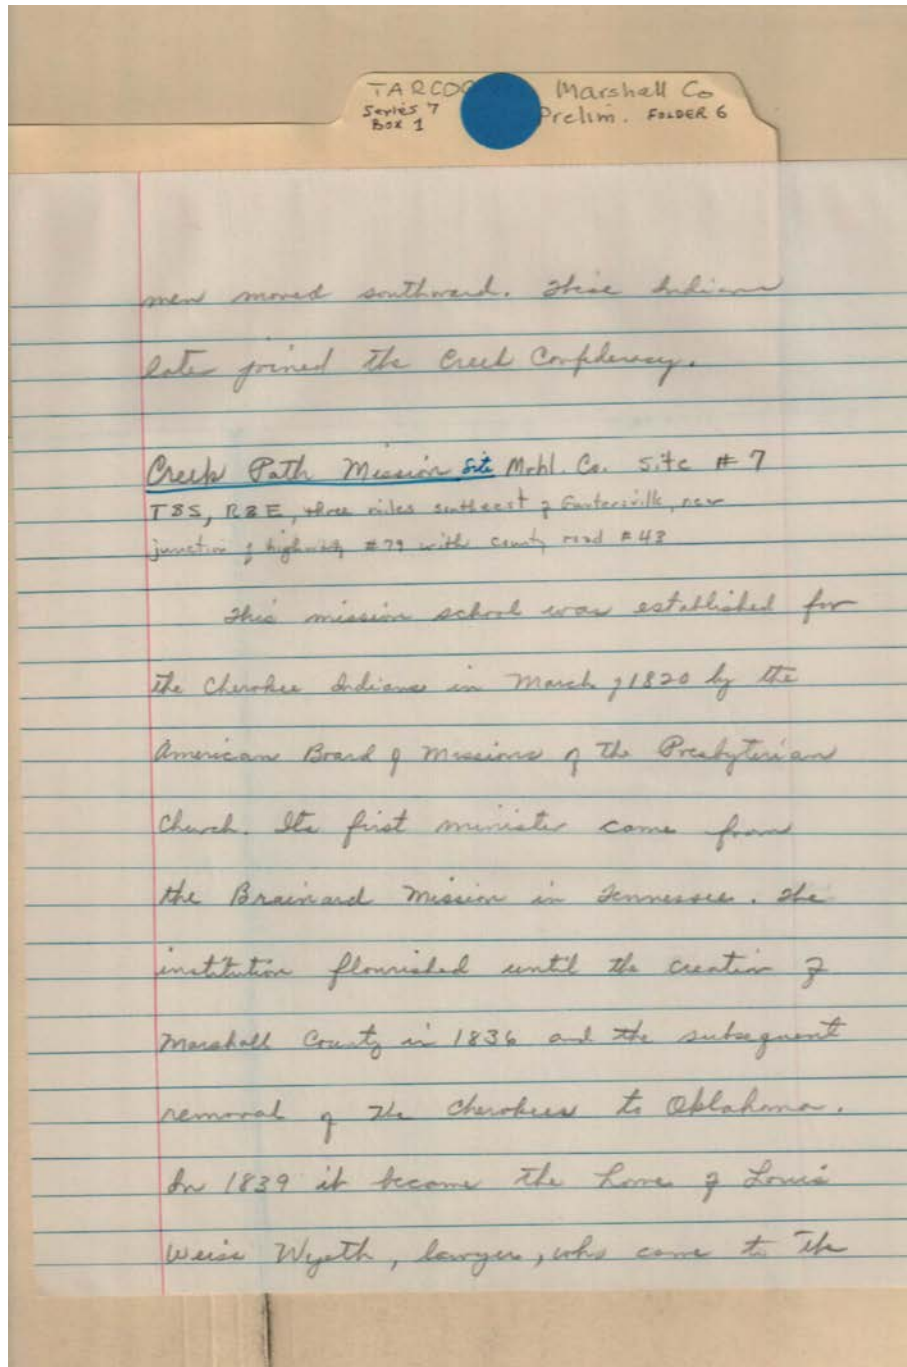 TARCOG Marshall Co
Series 7 Prelim. FOLDER 6
Box 1
men moved southward. These Indians
later joined the Creek Confederacy.
Creek Path Mission Site Mrhl. Co. Site # 7
T8S, R3E, three miles southeast of Guntersville, near
junction of highway #79 with county road #43
This mission school was established for
the Cherokee Indians in March, 1820 by the
American Board of Missions of the Presbyterian
Church. Its first minister came from
the Brainard Mission in Tennessee. The
institution flourished until the creation of
Marshall County in 1836 and the subsequent
removal of the Cherokees to Oklahoma.
In 1839 it became the home of Louis
Weise Wyeth, lawyer, who came to the